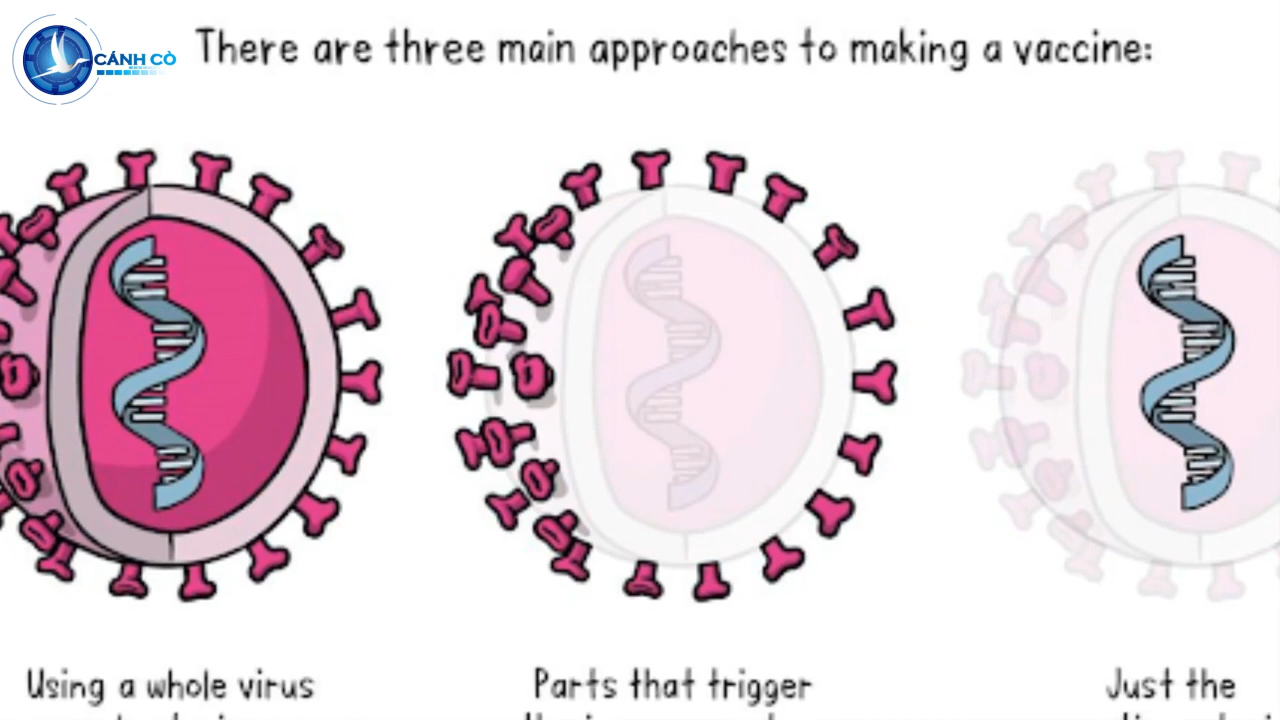 CÁNH CÒ
There are three main approaches to making a vaccine:
Using a whole virus
Parts that trigger
Just the